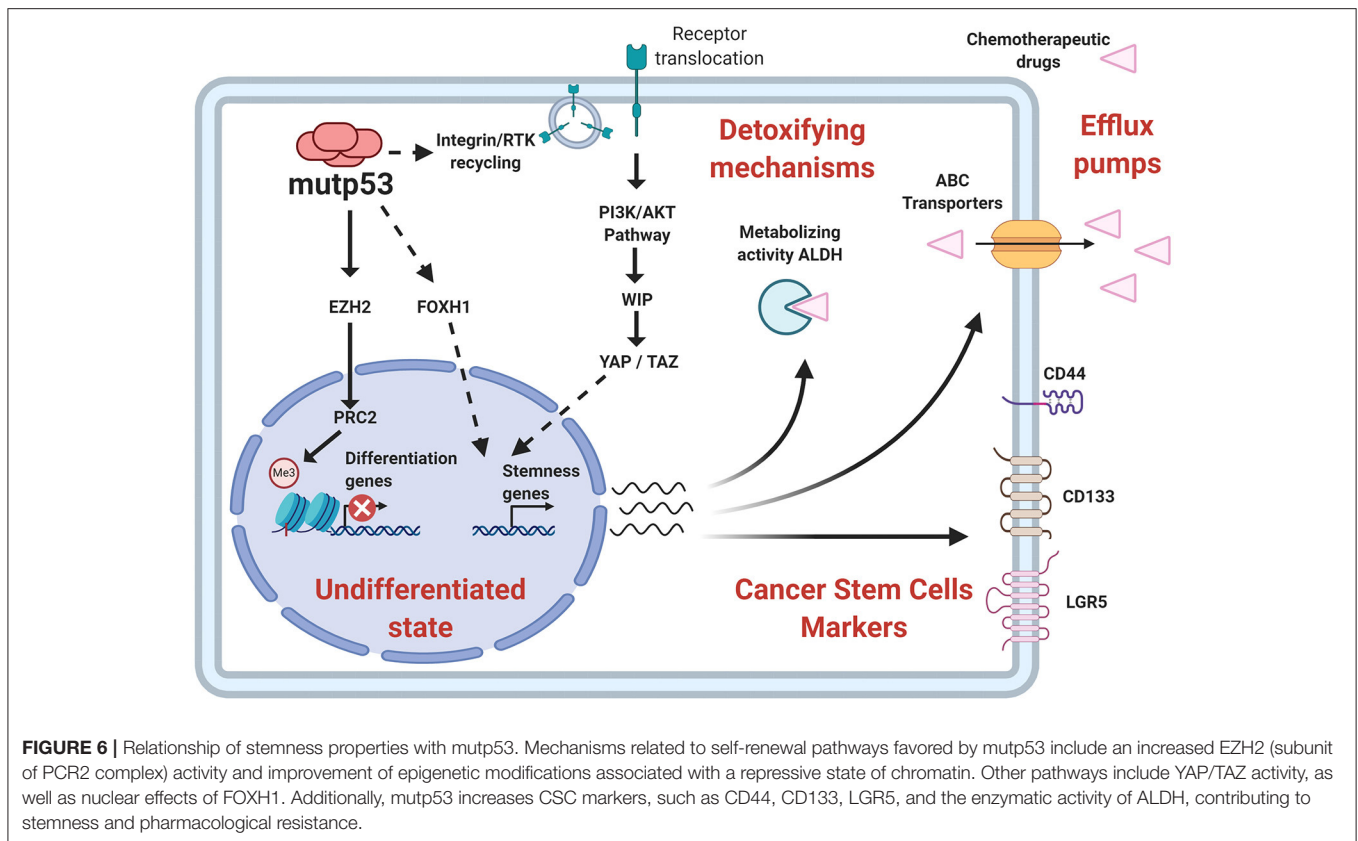 Receptor
translocation
Chemotherapeutic
drugs
Integrin/RTK
recycling
mutp53
Detoxifying
mechanisms
Efflux
pumps
ABC
Transporters
PI3K/AKT
Pathway
Metabolizing
activity ALDH
EZH2
FOXH1
WIP
YAP / TAZ
CD44
PRC2
Me3
Differentiation
genes
Stemness
genes
CD133
Undifferentiated
state
Cancer Stem Cells
Markers
LGR5
FIGURE 6 | Relationship of stemness properties with mutp53. Mechanisms related to self-renewal pathways favored by mutp53 include an increased EZH2 (subunit
of PCR2 complex) activity and improvement of epigenetic modifications associated with a repressive state of chromatin. Other pathways include YAP/TAZ activity, as
well as nuclear effects of FOXH1. Additionally, mutp53 increases CSC markers, such as CD44, CD133, LGR5, and the enzymatic activity of ALDH, contributing to
stemness and pharmacological resistance.